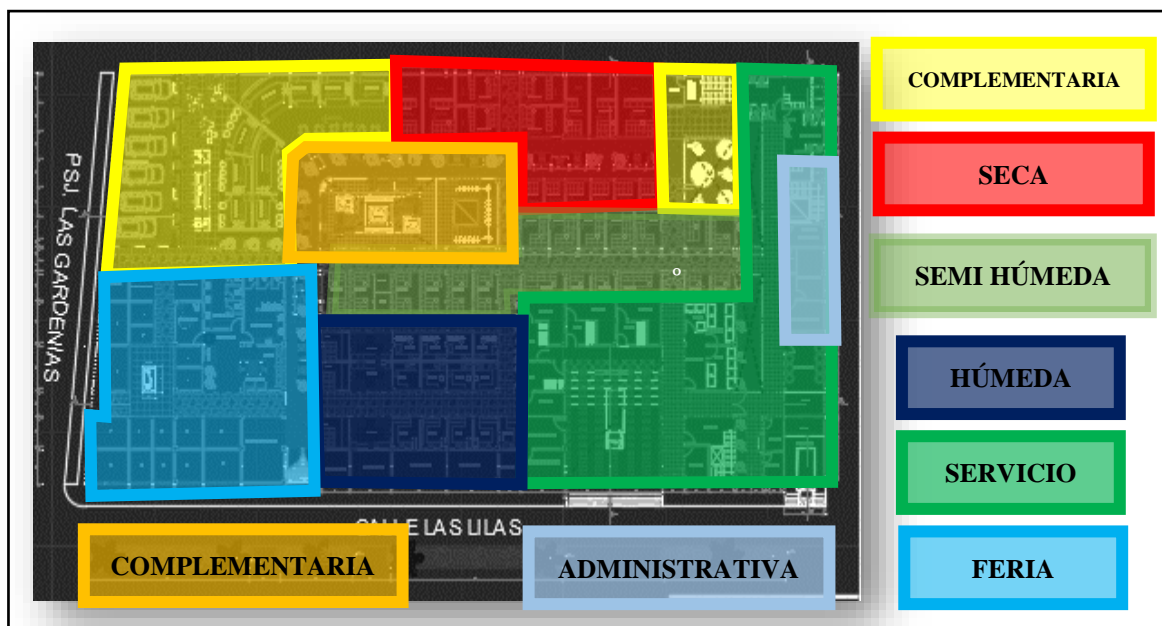 COMPLEMENTARIA
SECA
SEMI HÚMEDA
HÚMEDA
SERVICIO
FERIA
PSJ. LAS GARDENIAS
CALLE LAS LILAS
COMPLEMENTARIA
ADMINISTRATIVA